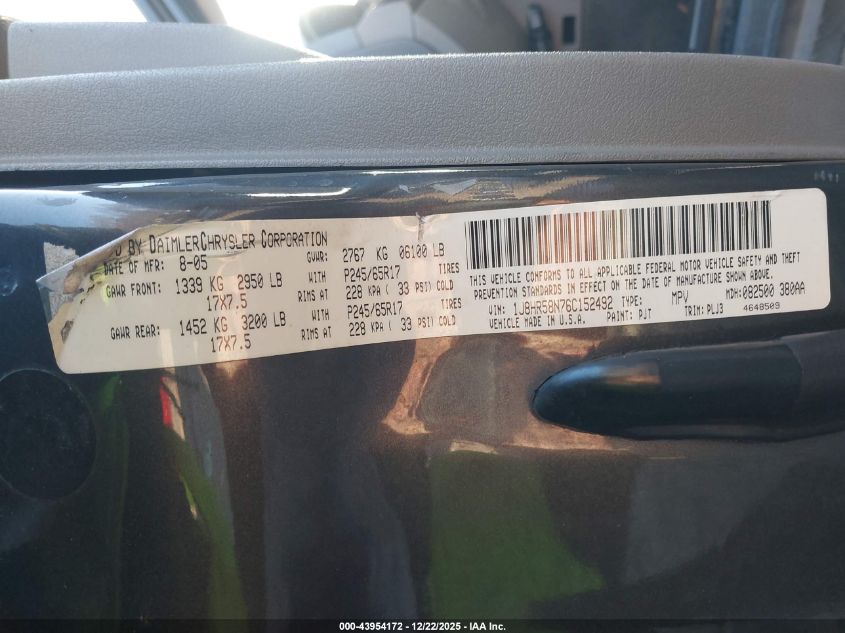 D BY DAIMLERCHRYSLER CORPORATION
DATE OF MFR: 8-05 GVWR: 2767 KG 06100 LB
GAWR FRONT: 1339 KG 2950 LB WITH P245/65R17 TIRES
17X7.5 RIMS AT 228 KPA ( 33 PSI) COLD
GAWR REAR: 1452 KG 3200 LB WITH P245/65R17 TIRES
17X7.5 RIMS AT 228 KPA ( 33 PSI) COLD
THIS VEHICLE CONFORMS TO ALL APPLICABLE FEDERAL MOTOR VEHICLE SAFETY AND THEFT
PREVENTION STANDARDS IN EFFECT ON THE DATE OF MANUFACTURE SHOWN ABOVE.
VIN: 1J8HR58N76C152492 TYPE: MPV MDH: 082500 380AA
VEHICLE MADE IN U.S.A. PAINT: PJT TRIM: PLJ3 4648509
000-43954172 - 12/22/2025 - IAA Inc.